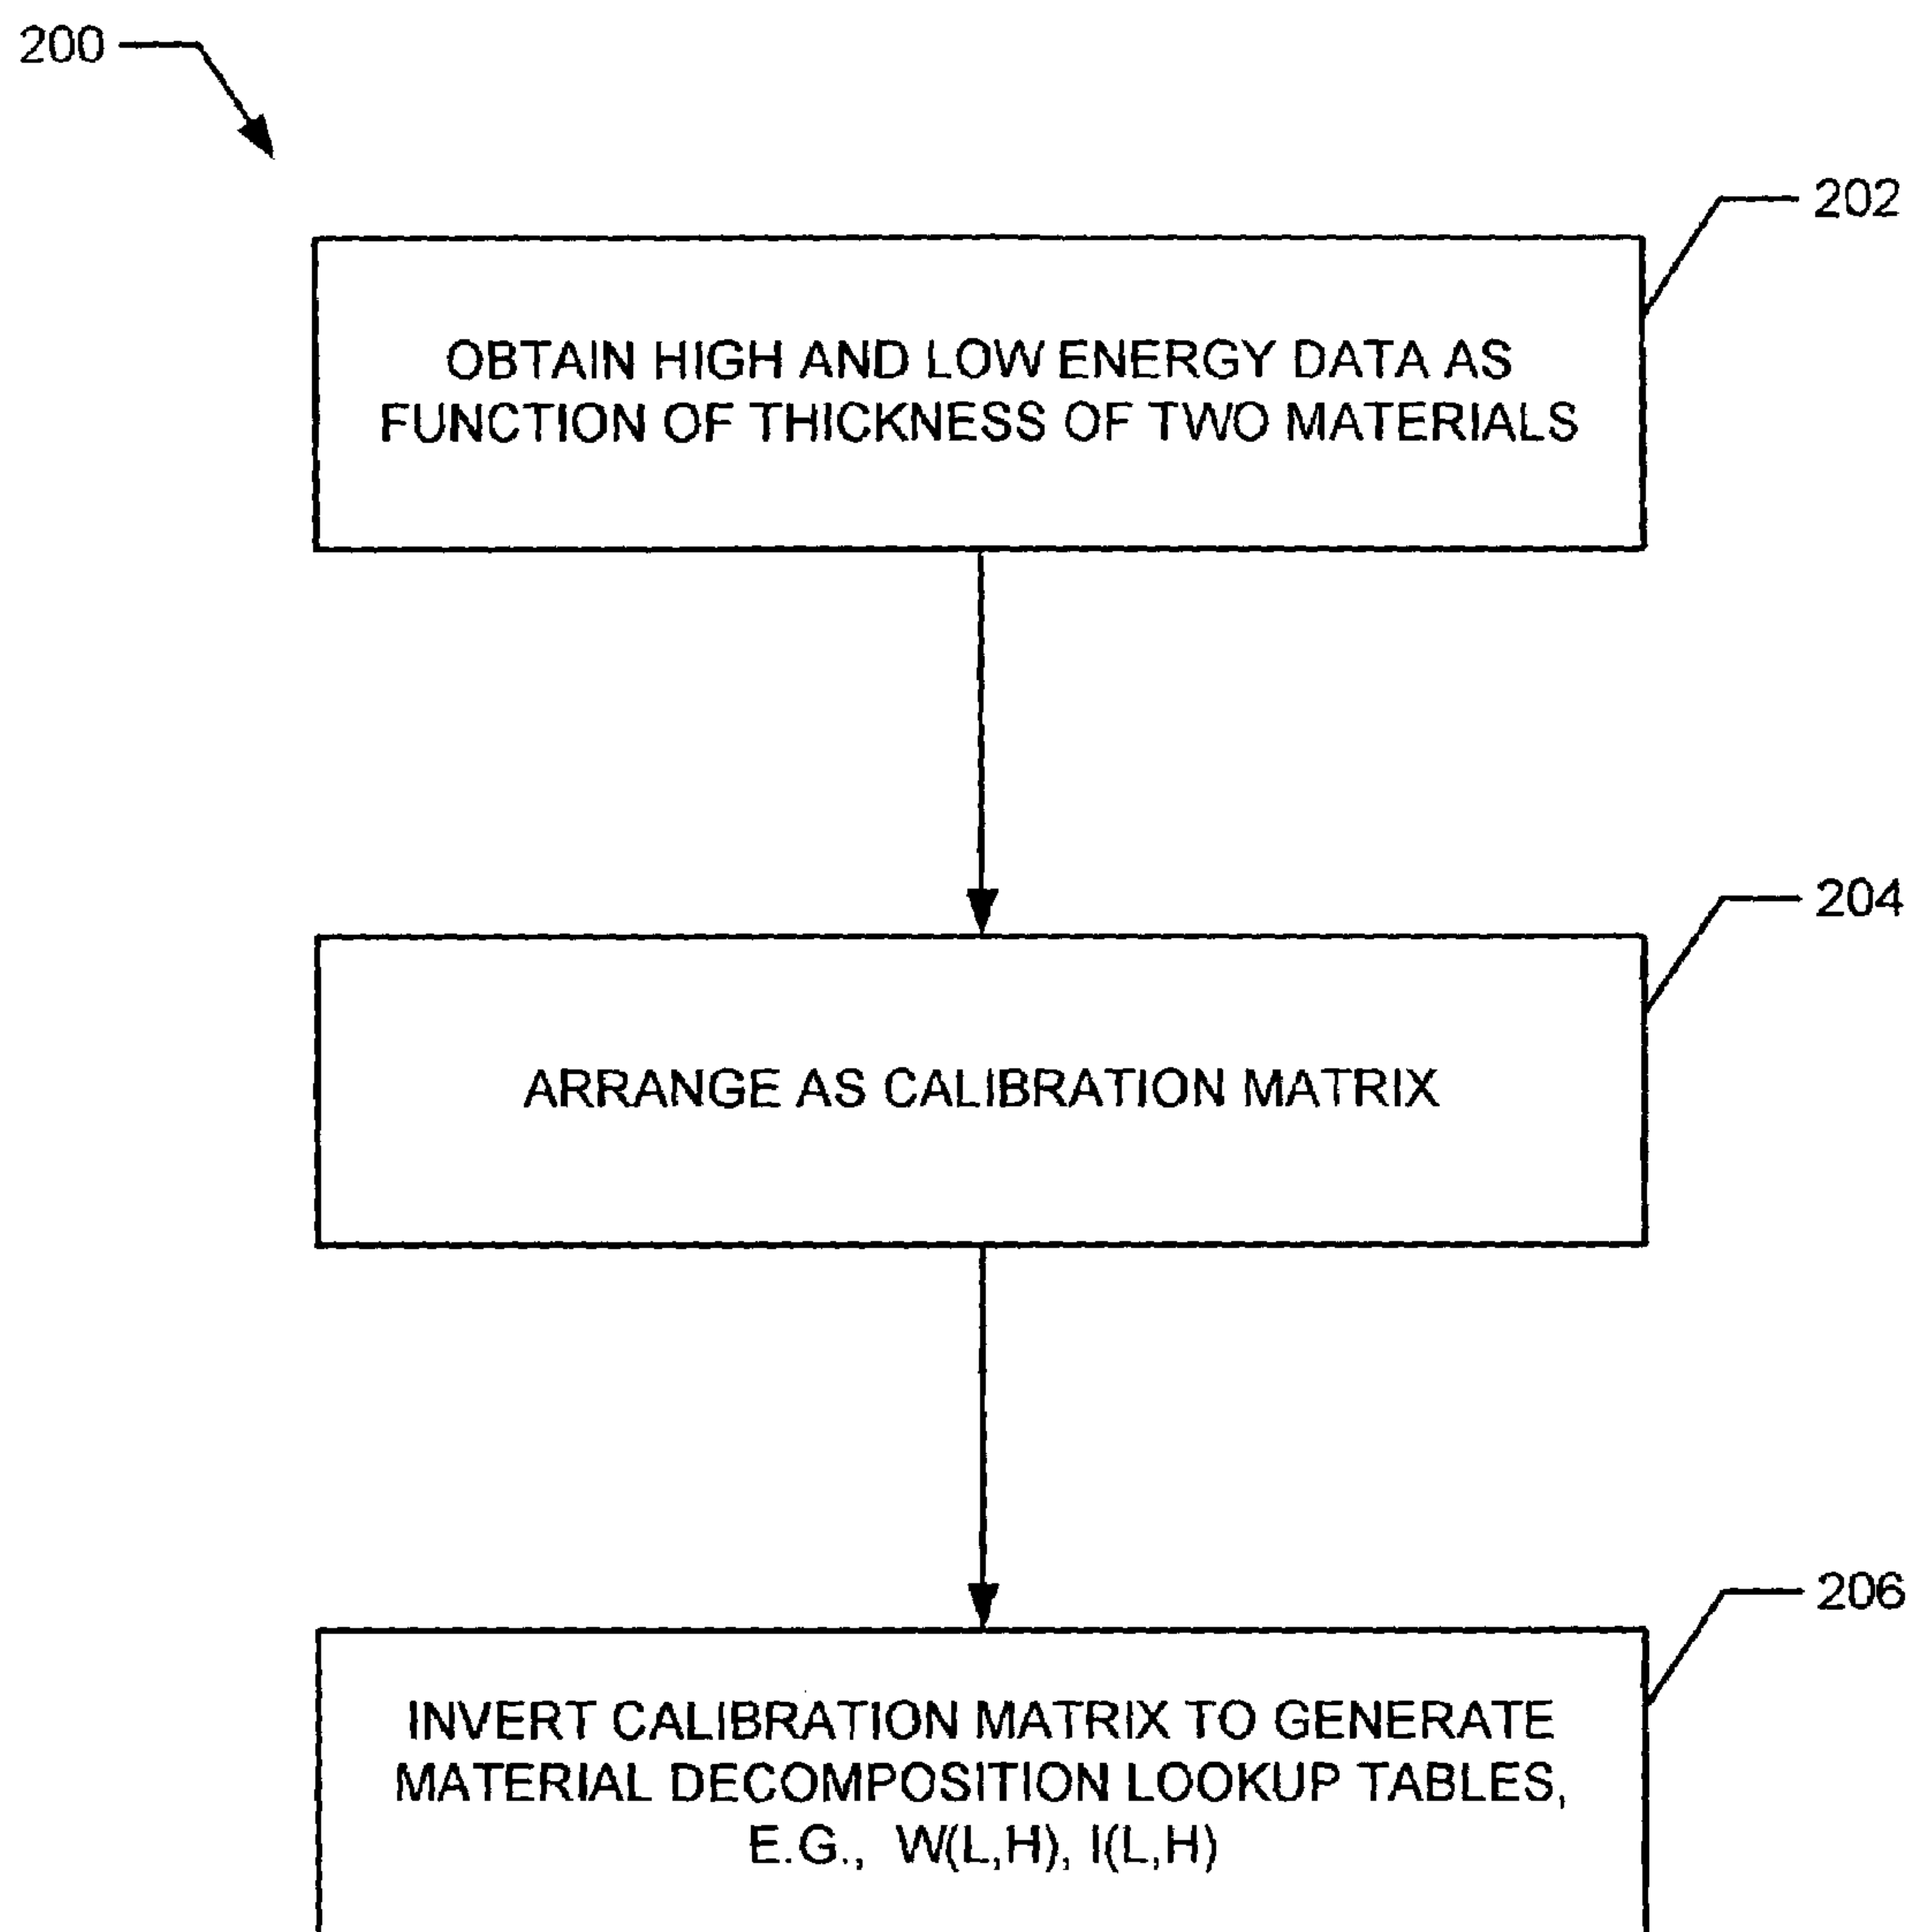 200
202
OBTAIN HIGH AND LOW ENERGY DATA AS
FUNCTION OF THICKNESS OF TWO MATERIALS
204
ARRANGE AS CALIBRATION MATRIX
206
INVERT CALIBRATION MATRIX TO GENERATE
MATERIAL DECOMPOSITION LOOKUP TABLES,
E.G., W(L,H), I(L,H)